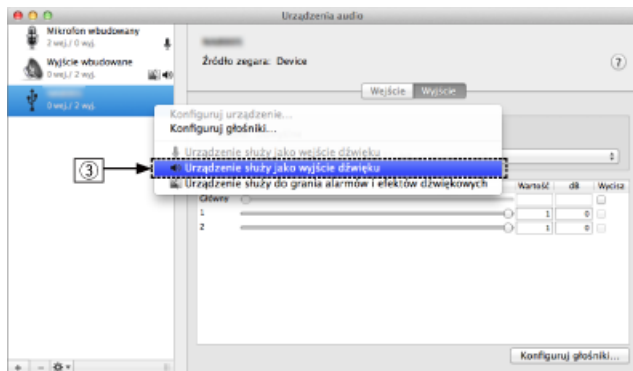 Urządzenia audio
Mikrofon wbudowany
2 wej./ 0 wyj.
Wyjście wbudowane
0 wej./ 2 wyj.
0 wej./ 2 wyj.
Źródło zegara: Device
?
Wejście Wyjście
Konfiguruj urządzenie...
Konfiguruj głośniki...
Urządzenie służy jako wejście dźwięku
3
Urządzenie służy jako wyjście dźwięku
Urządzenie służy do grania alarmów i efektów dźwiękowych
Wartość dB Wycisz
Główna
1 1 0
2 1 0
Konfiguruj głośniki...